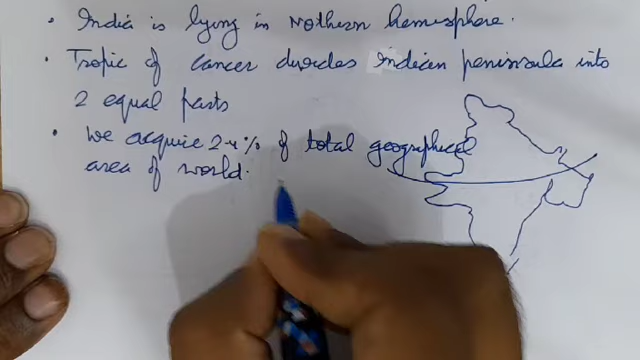 • India is lying in Nothern hemisphere.
• Tropic of cancer divides Indian peninsula into
2 equal parts
• We acquire 2.4% of total geographical
area of world.